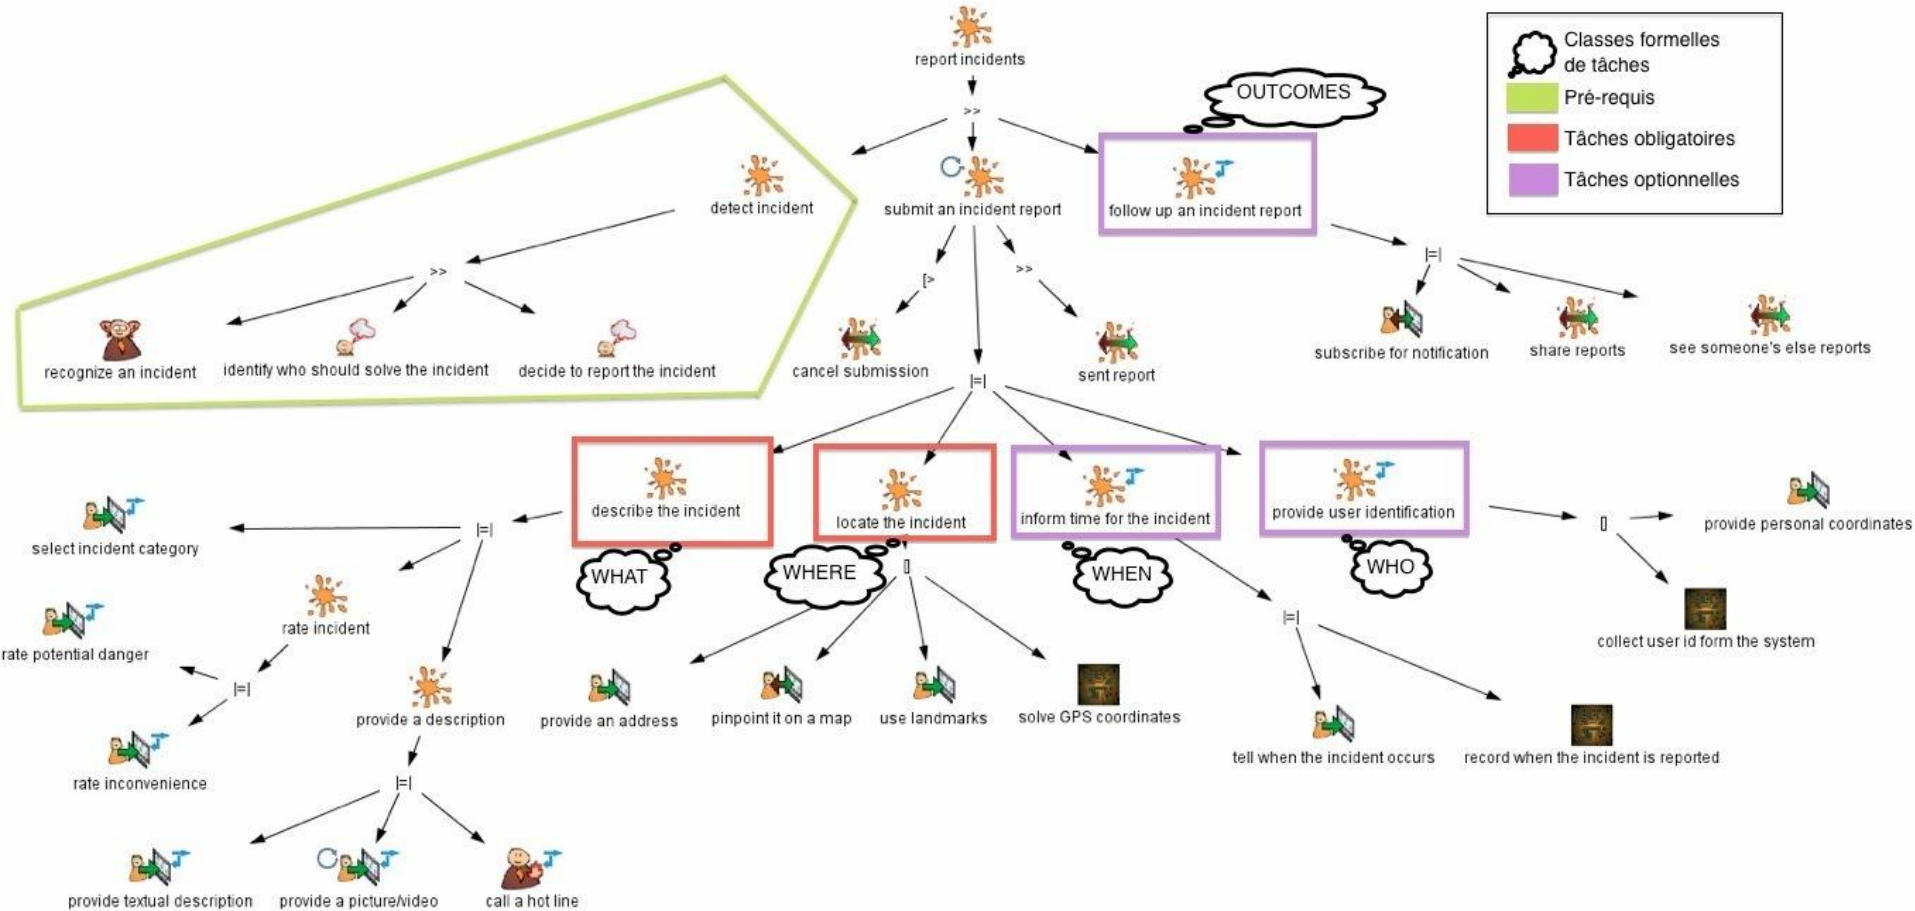 report incidents
>>
OUTCOMES
Classes formelles
de tâches
Pré-requis
Tâches obligatoires
Tâches optionnelles
detect incident
submit an incident report
follow up an incident report
>>
[>
>>
|=|
recognize an incident
identify who should solve the incident
decide to report the incident
cancel submission
sent report
subscribe for notification
share reports
see someone's else reports
|=|
describe the incident
locate the incident
inform time for the incident
provide user identification
WHAT
WHERE
WHEN
WHO
|=|
[]
|=|
[]
provide personal coordinates
collect user id form the system
select incident category
rate incident
rate potential danger
|=|
rate inconvenience
provide a description
provide an address
pinpoint it on a map
use landmarks
solve GPS coordinates
tell when the incident occurs
record when the incident is reported
|=|
provide textual description
provide a picture/video
call a hot line